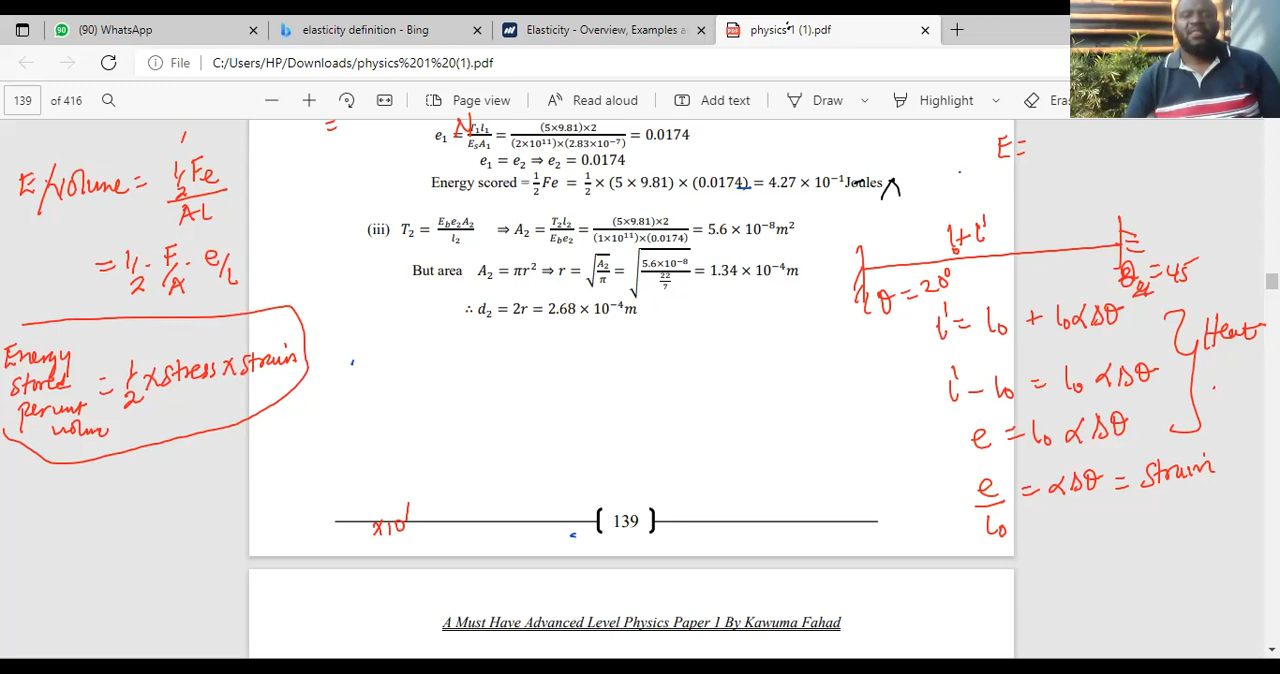 (90) WhatsApp
elasticity definition - Bing
Elasticity - Overview, Examples a
physics 1 (1).pdf
File
C:/Users/HP/Downloads/physics%201%20(1).pdf
139 of 416
Page view
Read aloud
Add text
Draw
Highlight
Eras
e₁ = T₁l₁/EₛA₁ = (5×9.81)×2/(2×10¹¹)×(2.83×10⁻⁷) = 0.0174
e₁ = e₂ ⇒ e₂ = 0.0174
Energy scored = ½Fe = ½ × (5 × 9.81) × (0.0174) = 4.27 × 10⁻¹Joules
(iii) T₂ = E_b e₂A₂/l₂ ⇒ A₂ = T₂l₂/E_b e₂ = (5×9.81)×2/(1×10¹¹)×(0.0174) = 5.6 × 10⁻⁸m²
But area A₂ = πr² ⇒ r = √(A₂/π) = √(5.6×10⁻⁸/(22/7)) = 1.34 × 10⁻⁴m
∴ d₂ = 2r = 2.68 × 10⁻⁴m
{ 139 }
A Must Have Advanced Level Physics Paper 1 By Kawuma Fahad
=
N
E/volume = ½Fe/AL
= 1/2 · F/A · e/L
Energy stored per unit volume = 1/2 × stress × strain
×10¹
E=
l₀+l'
θ = 20⁰
= 45
l' = l₀ + l₀αΔθ
l' - l₀ = l₀αΔθ
e = l₀αΔθ
Heat
e/l₀ = αΔθ = Strain